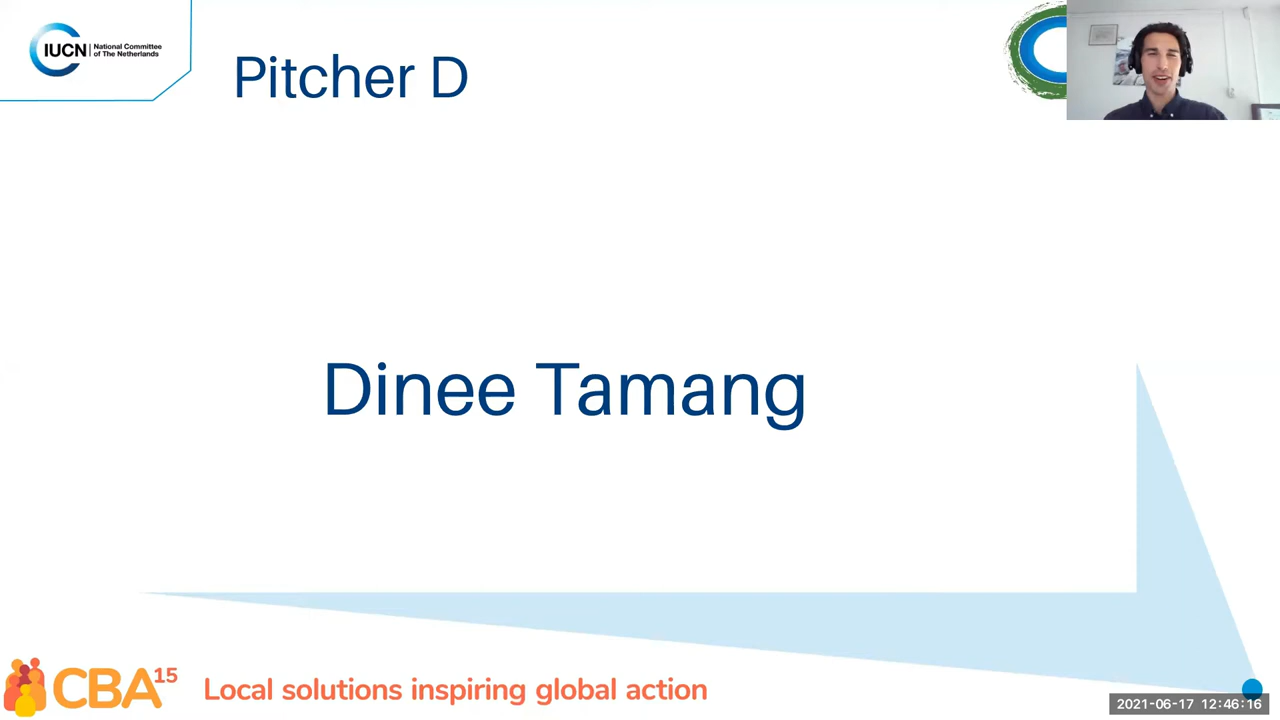 IUCN
National Committee
of The Netherlands
Pitcher D
Dinee Tamang
CBA15
Local solutions inspiring global action
2021-06-17 12:46:16